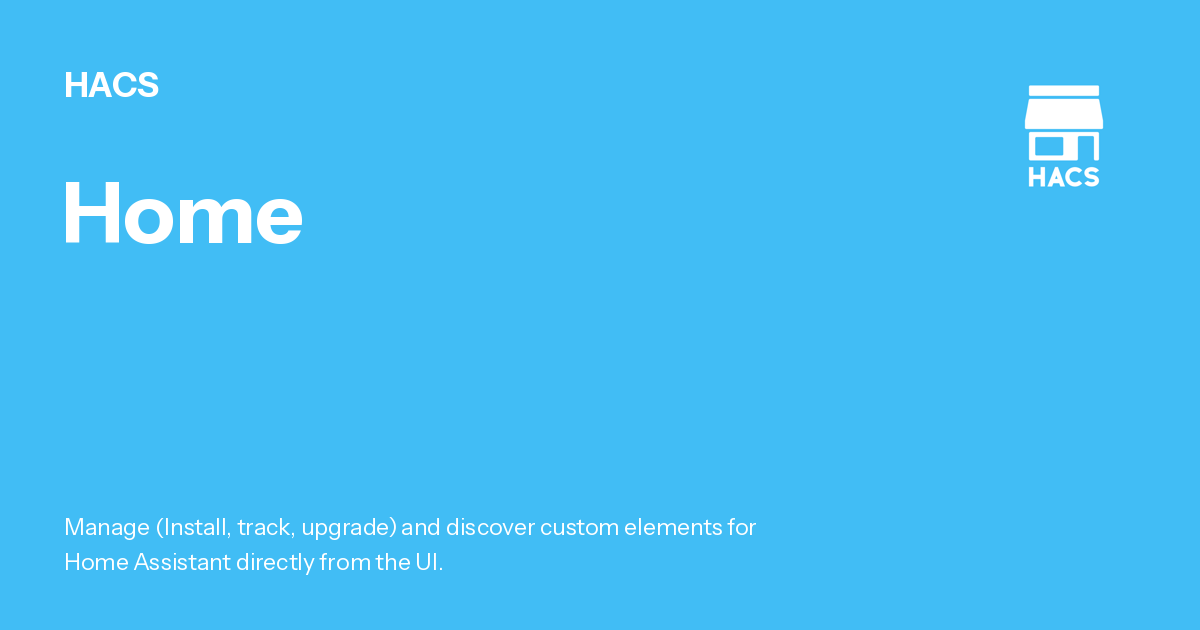 HACS
HACS
Home
Manage (Install, track, upgrade) and discover custom elements for
Home Assistant directly from the UI.